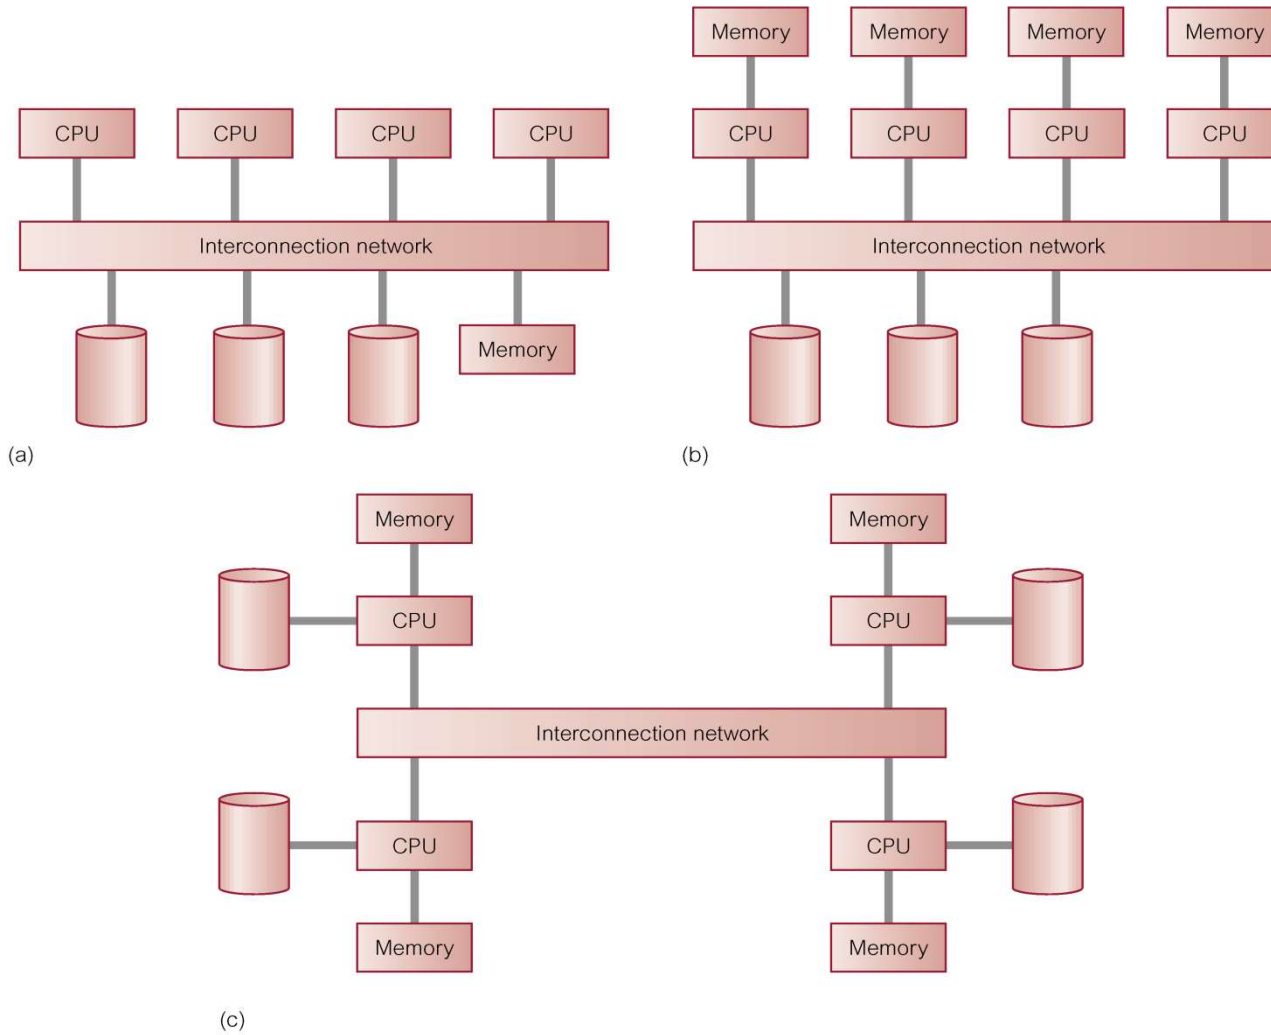 CPU CPU CPU CPU
Interconnection network
Memory
(a)
Memory Memory Memory Memory
CPU CPU CPU CPU
Interconnection network
(b)
Memory Memory
CPU CPU
Interconnection network
CPU CPU
Memory Memory
(c)